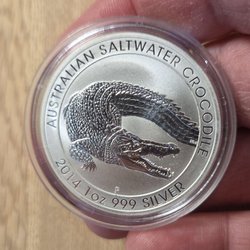 AUSTRALIAN SALTWATER CROCODILE
P
2014 1oz 999 SILVER